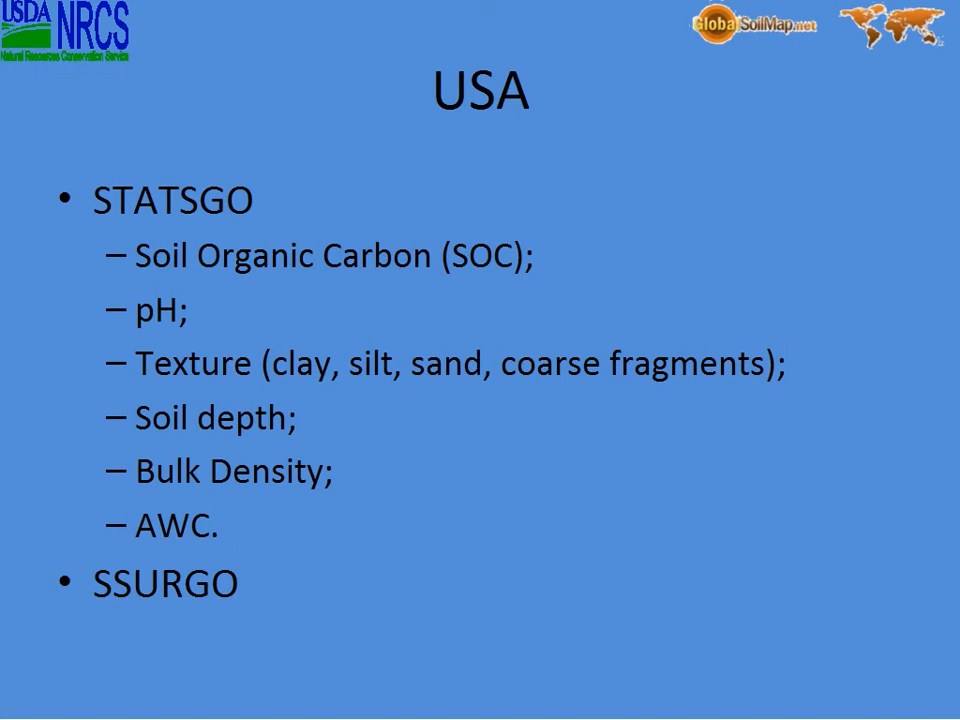 USDA NRCS
Natural Resources Conservation Service
GlobalSoilMap.net
USA
• STATSGO
– Soil Organic Carbon (SOC);
– pH;
– Texture (clay, silt, sand, coarse fragments);
– Soil depth;
– Bulk Density;
– AWC.
• SSURGO